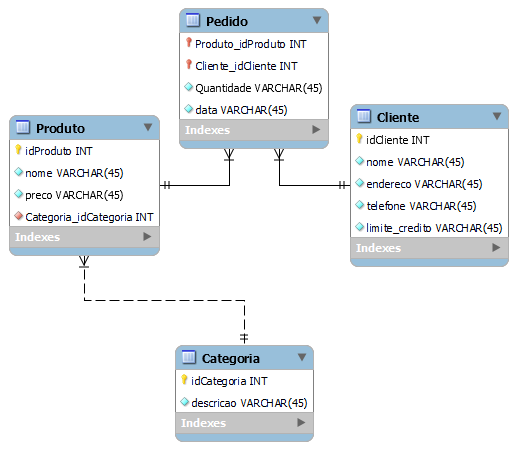 Pedido
Produto_idProduto INT
Cliente_idCliente INT
Quantidade VARCHAR(45)
data VARCHAR(45)
Indexes
Produto
idProduto INT
nome VARCHAR(45)
preco VARCHAR(45)
Categoria_idCategoria INT
Indexes
Cliente
idCliente INT
nome VARCHAR(45)
endereco VARCHAR(45)
telefone VARCHAR(45)
limite_credito VARCHAR(45)
Indexes
Categoria
idCategoria INT
descricao VARCHAR(45)
Indexes